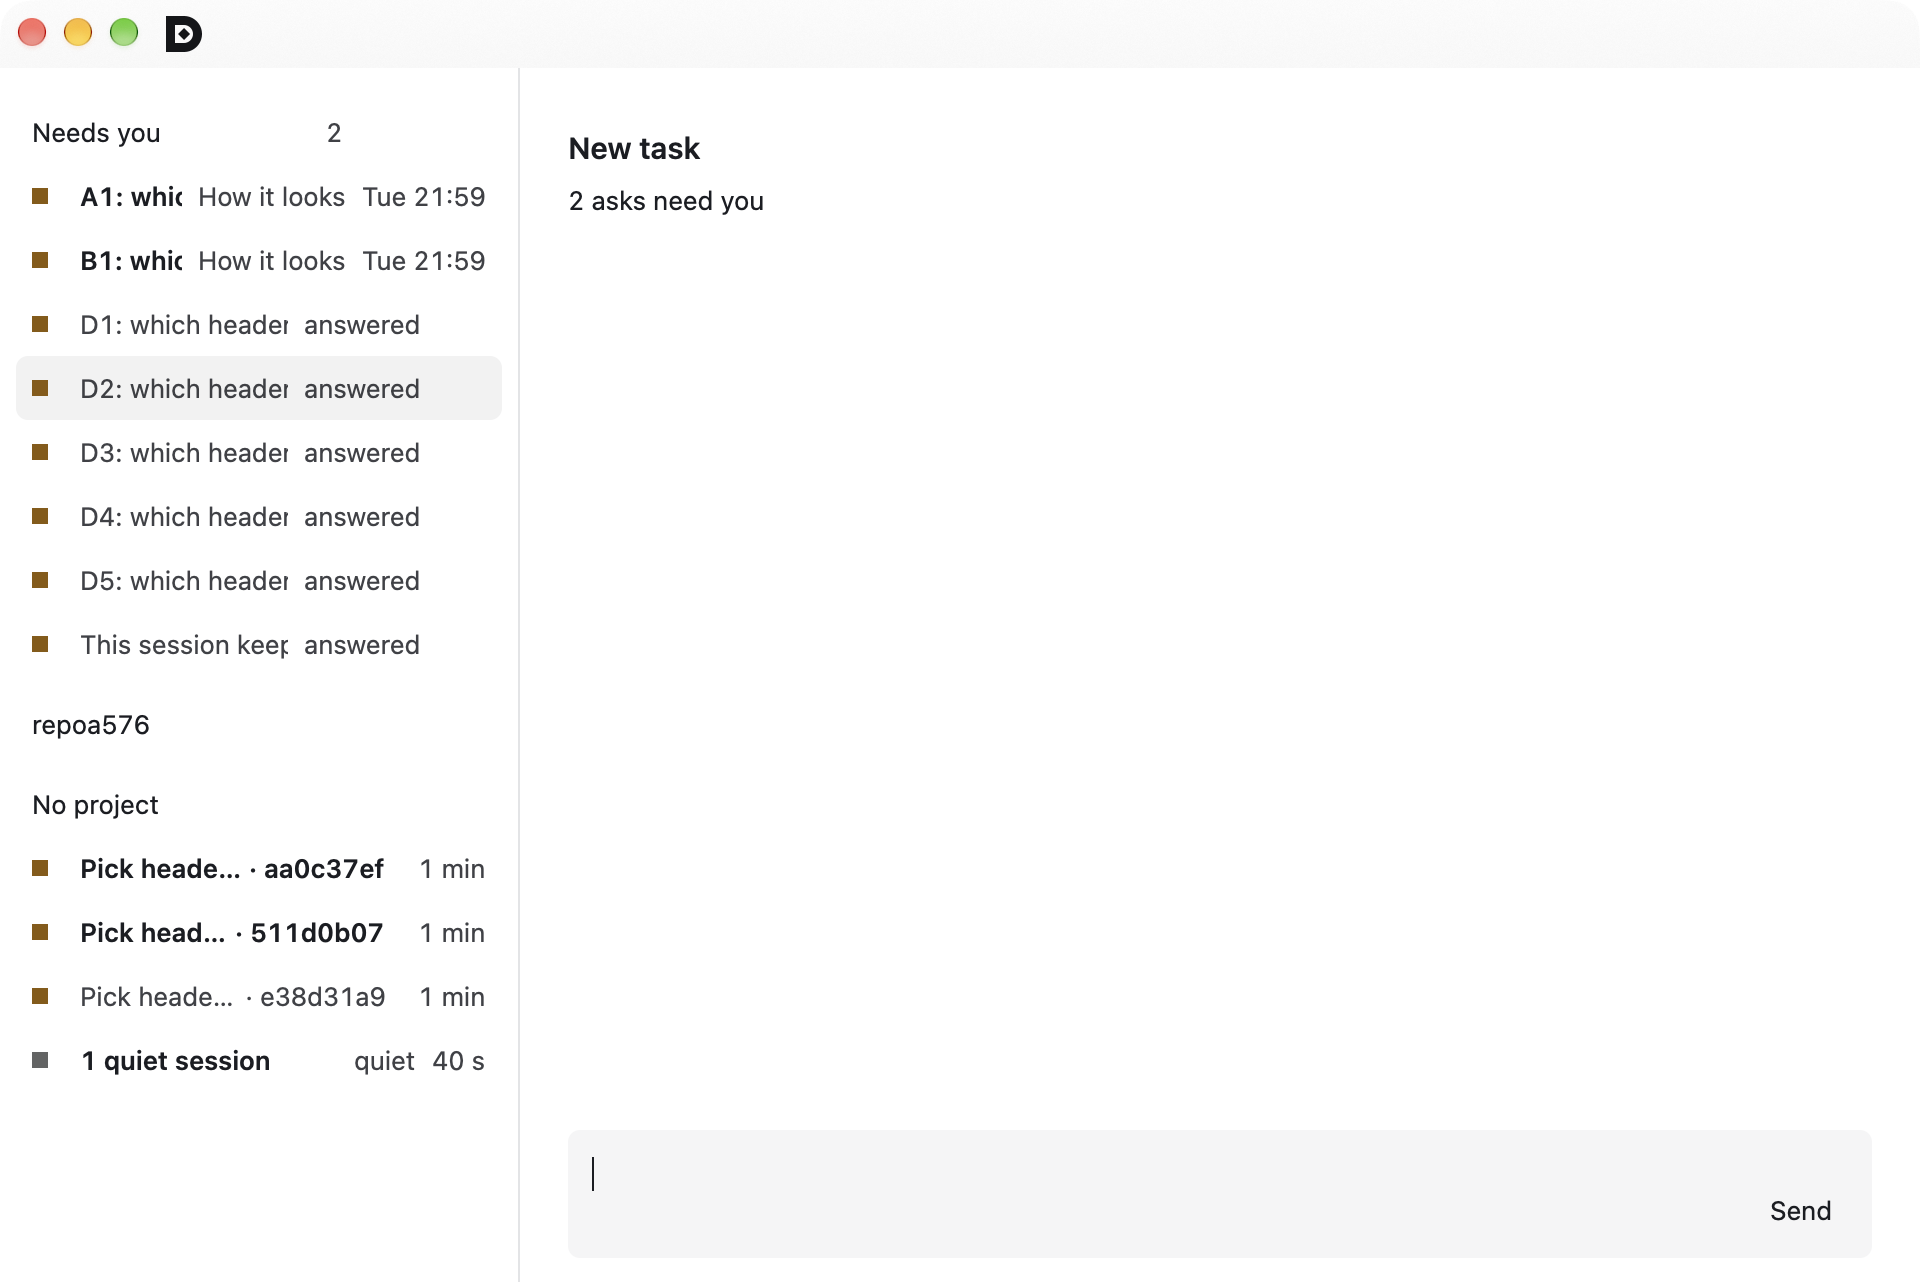 Needs you 2
A1: whic How it looks Tue 21:59
B1: whic How it looks Tue 21:59
D1: which header answered
D2: which header answered
D3: which header answered
D4: which header answered
D5: which header answered
This session keep answered
repoa576
No project
Pick heade... · aa0c37ef 1 min
Pick head... · 511d0b07 1 min
Pick heade... · e38d31a9 1 min
1 quiet session quiet 40 s
New task
2 asks need you
Send